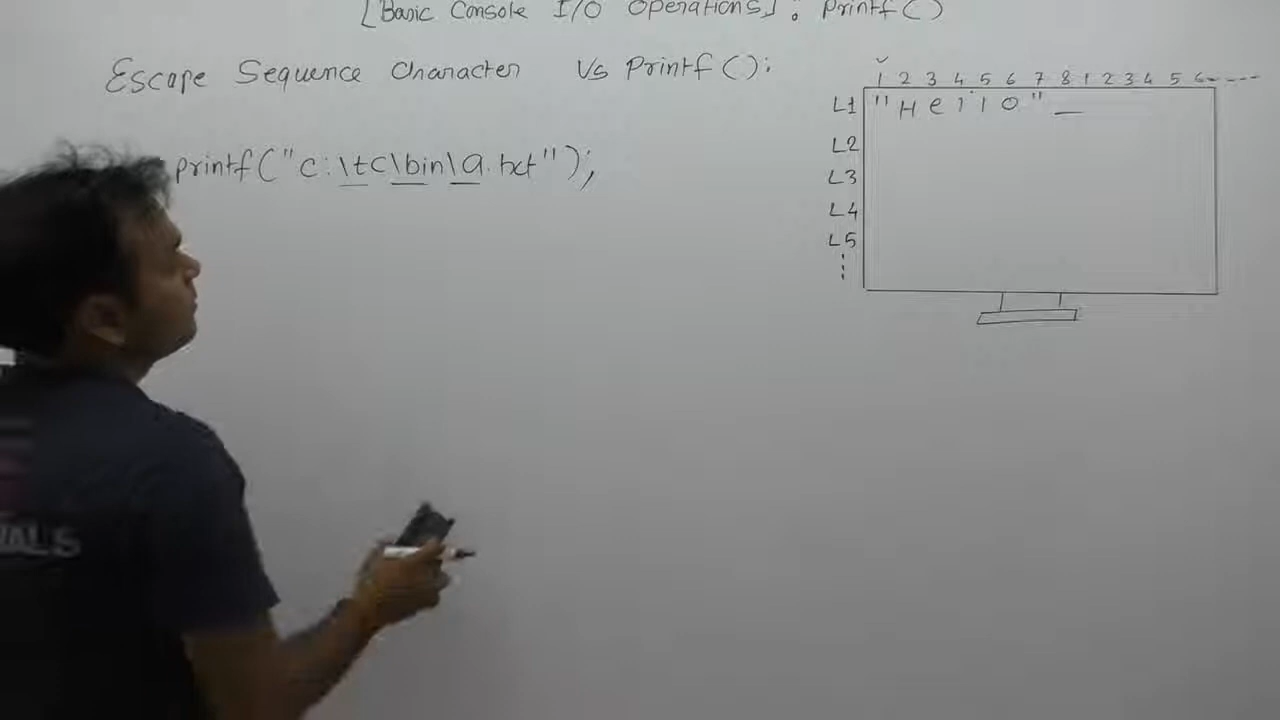 [Basic Console I/O Operations] : Printf()
Escape Sequence Character Vs Printf():
1 2 3 4 5 6 7 8 1 2 3 4 5 6-----
L1 "Hello" _
printf("c:\tc\bin\a.txt");
L2
L3
L4
L5